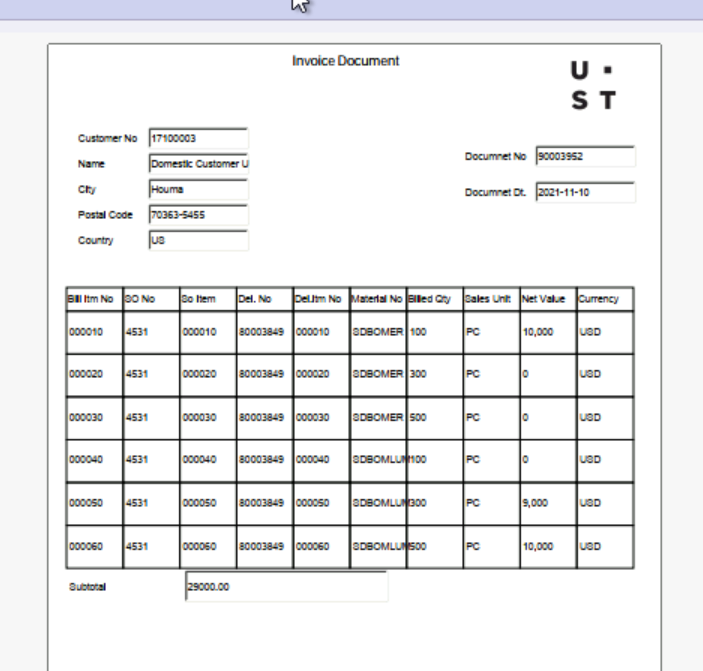 Invoice Document
U ·
S T
Customer No 17100003
Documnet No 90003952
Name Domestic Customer U
City Houma
Documnet Dt. 2021-11-10
Postal Code 70363-5455
Country US
Bill Itm No SO No So Item Del. No Del.Itm No Material No Billed Qty Sales Unit Net Value Currency
000010 4531 000010 80003849 000010 SDBOMER 100 PC 10,000 USD
000020 4531 000020 80003849 000020 SDBOMER 300 PC 0 USD
000030 4531 000030 80003849 000030 SDBOMER 500 PC 0 USD
000040 4531 000040 80003849 000040 SDBOMLUM 100 PC 0 USD
000050 4531 000050 80003849 000050 SDBOMLUM 300 PC 9,000 USD
000060 4531 000060 80003849 000060 SDBOMLUM 500 PC 10,000 USD
Subtotal 29000.00